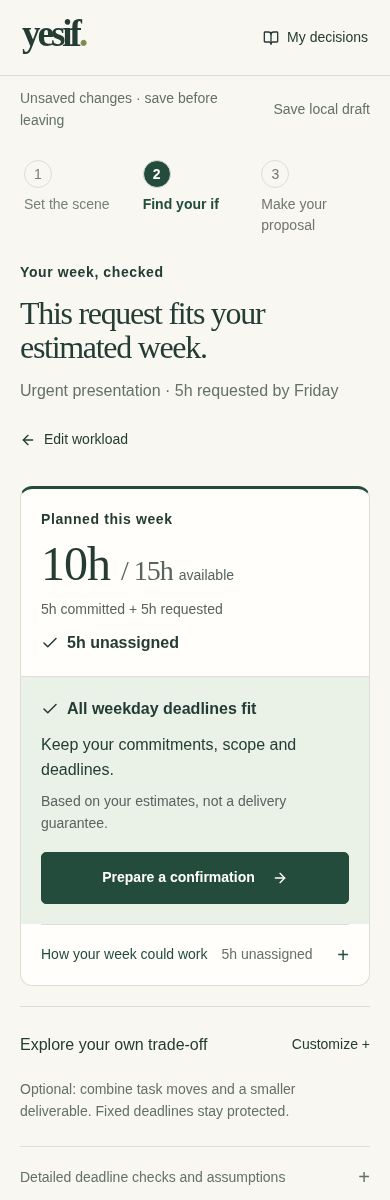 yesif.
My decisions
Unsaved changes · save before
leaving
Save local draft
1
Set the scene
2
Find your if
3
Make your
proposal
Your week, checked
This request fits your
estimated week.
Urgent presentation · 5h requested by Friday
← Edit workload
Planned this week
10h / 15h available
5h committed + 5h requested
✓ 5h unassigned
✓ All weekday deadlines fit
Keep your commitments, scope and
deadlines.
Based on your estimates, not a delivery
guarantee.
Prepare a confirmation →
How your week could work 5h unassigned +
Explore your own trade-off Customize +
Optional: combine task moves and a smaller
deliverable. Fixed deadlines stay protected.
Detailed deadline checks and assumptions +